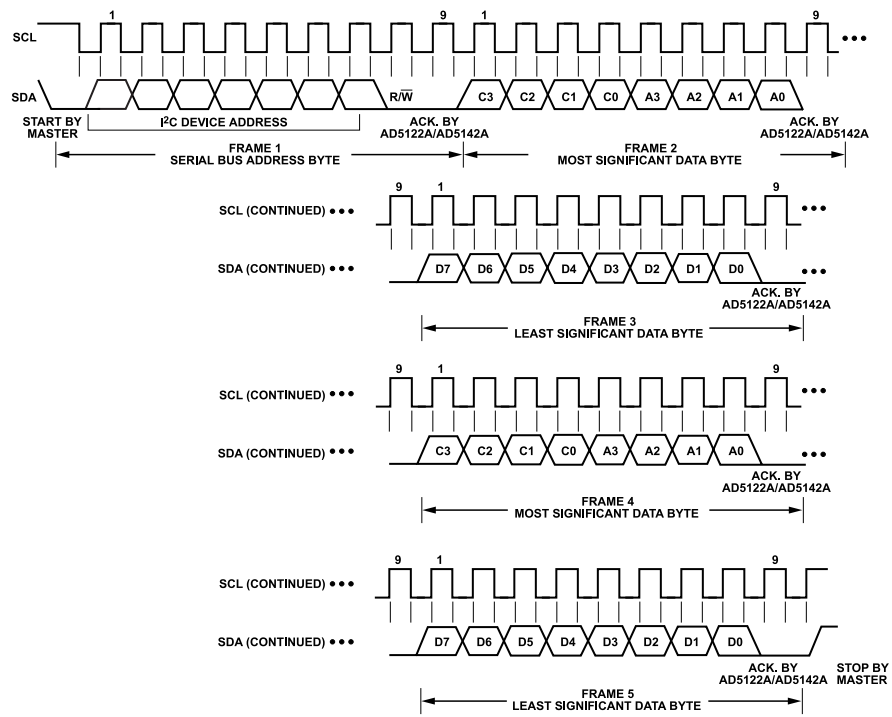 1 9 1 9
SCL
SDA R/W̅ C3 C2 C1 C0 A3 A2 A1 A0
START BY MASTER
I²C DEVICE ADDRESS
ACK. BY AD5122A/AD5142A
ACK. BY AD5122A/AD5142A
FRAME 1
SERIAL BUS ADDRESS BYTE
FRAME 2
MOST SIGNIFICANT DATA BYTE
9 1 9
SCL (CONTINUED)
SDA (CONTINUED) D7 D6 D5 D4 D3 D2 D1 D0
ACK. BY
AD5122A/AD5142A
FRAME 3
LEAST SIGNIFICANT DATA BYTE
9 1 9
SCL (CONTINUED)
SDA (CONTINUED) C3 C2 C1 C0 A3 A2 A1 A0
ACK. BY
AD5122A/AD5142A
FRAME 4
MOST SIGNIFICANT DATA BYTE
9 1 9
SCL (CONTINUED)
SDA (CONTINUED) D7 D6 D5 D4 D3 D2 D1 D0
ACK. BY
AD5122A/AD5142A
STOP BY
MASTER
FRAME 5
LEAST SIGNIFICANT DATA BYTE